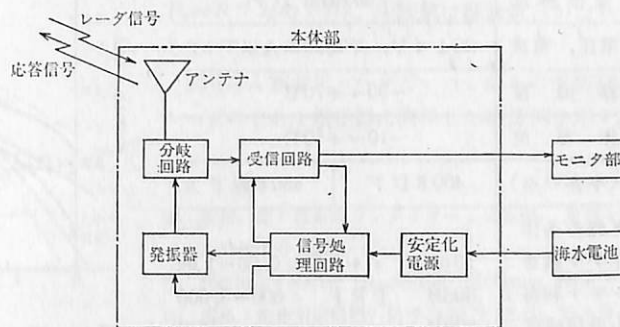 レーダ信号
応答信号
本体部
アンテナ
分岐
回路
受信回路
モニタ部
発振器
信号処
理回路
安定化
電源
海水電池